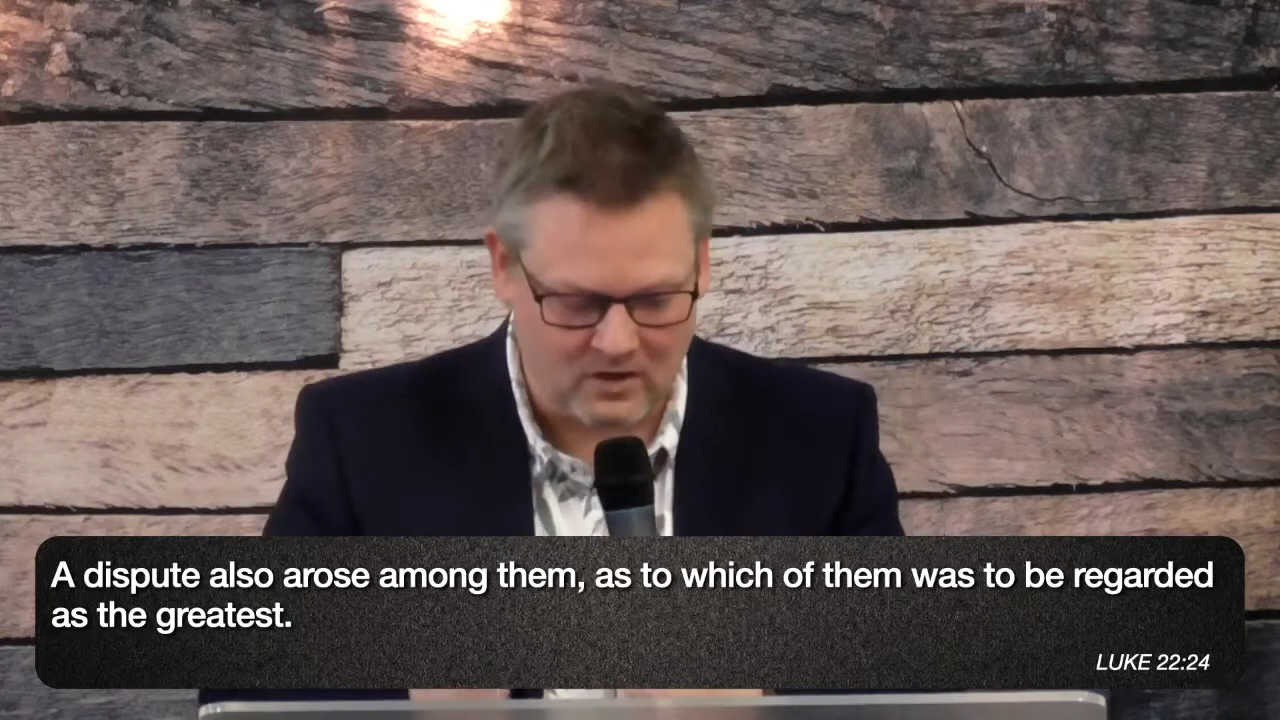 A dispute also arose among them, as to which of them was to be regarded
as the greatest.
LUKE 22:24